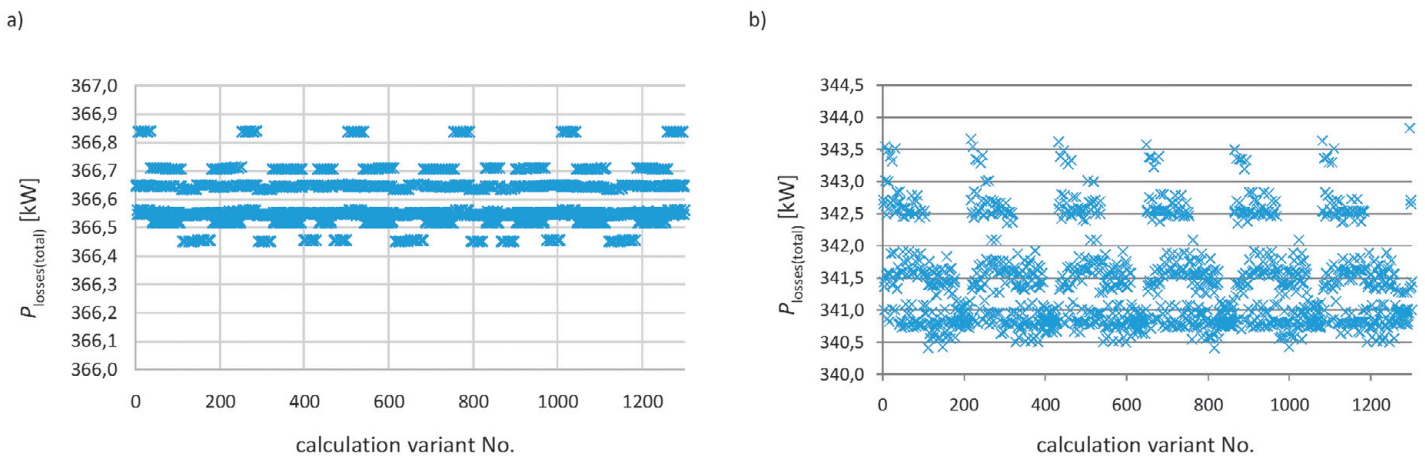 a)
367,0
366,9
366,8
366,7
366,6
366,5
366,4
366,3
366,2
366,1
366,0
P losses(total) [kW]
0 200 400 600 800 1000 1200
calculation variant No.
b)
344,5
344,0
343,5
343,0
342,5
342,0
341,5
341,0
340,5
340,0
P losses(total) [kW]
0 200 400 600 800 1000 1200
calculation variant No.